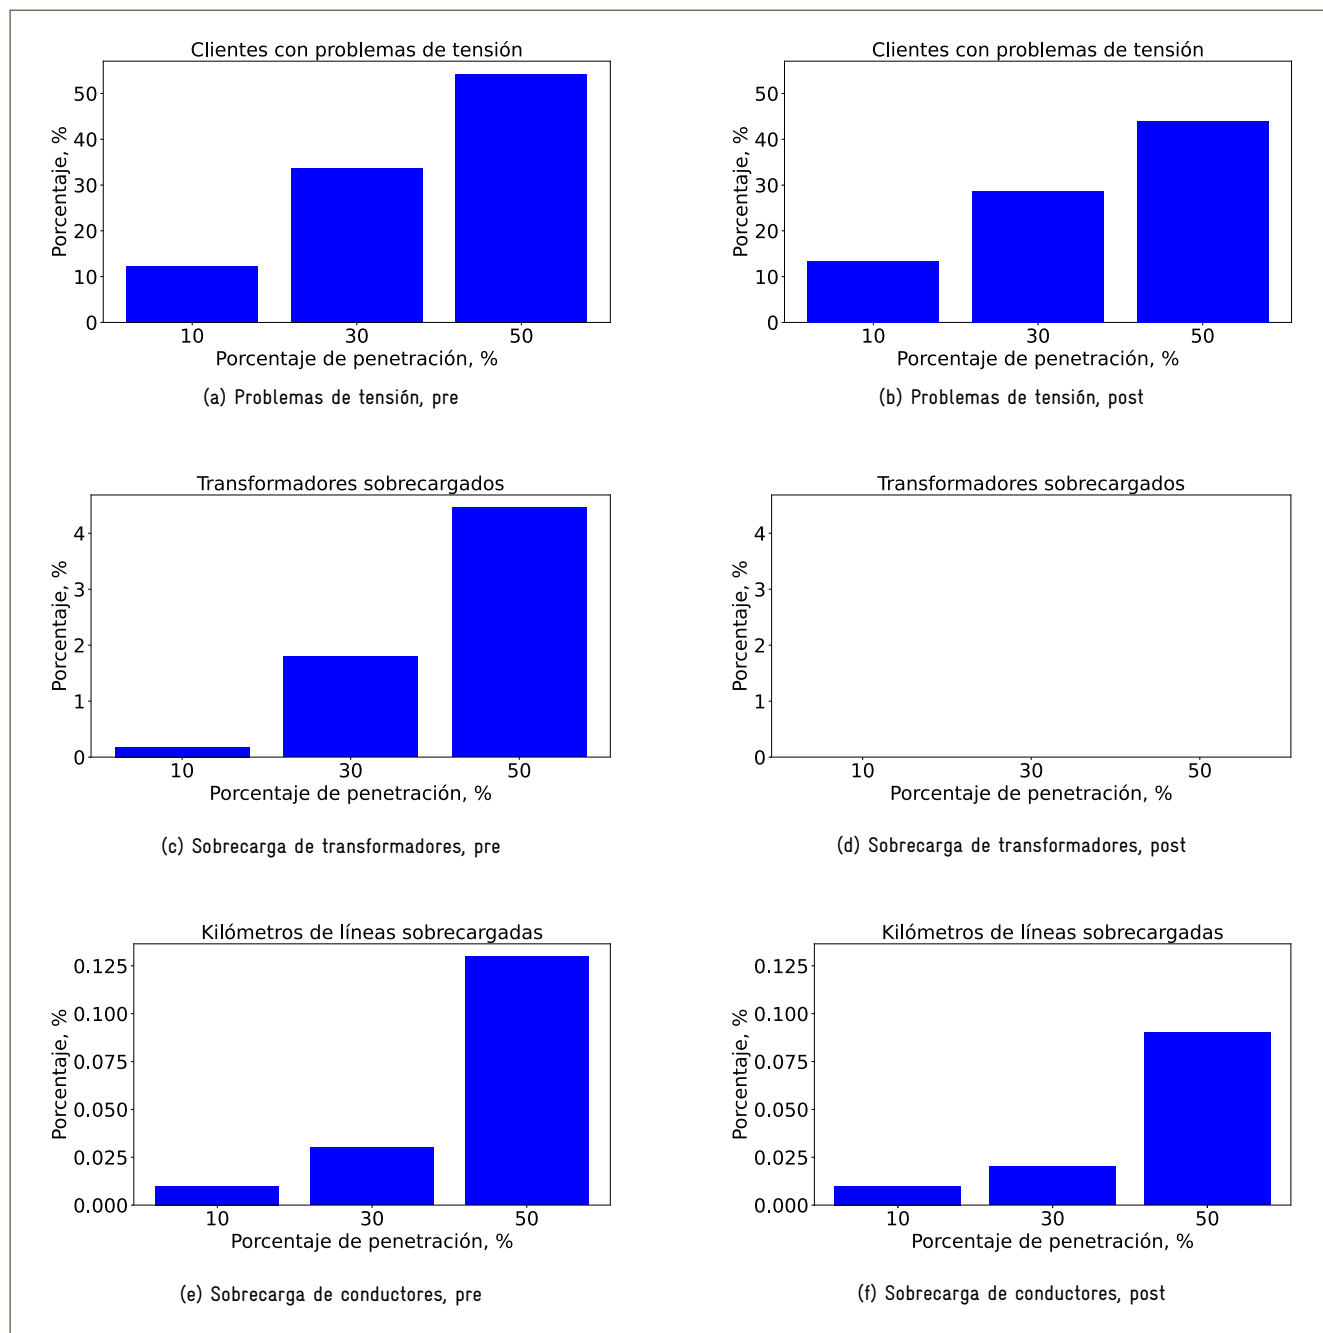 Clientes con problemas de tensión
Porcentaje, %
50
40
30
20
10
0
10 30 50
Porcentaje de penetración, %
(a) Problemas de tensión, pre
Clientes con problemas de tensión
Porcentaje, %
50
40
30
20
10
0
10 30 50
Porcentaje de penetración, %
(b) Problemas de tensión, post
Transformadores sobrecargados
Porcentaje, %
4
3
2
1
0
10 30 50
Porcentaje de penetración, %
(c) Sobrecarga de transformadores, pre
Transformadores sobrecargados
Porcentaje, %
4
3
2
1
0
10 30 50
Porcentaje de penetración, %
(d) Sobrecarga de transformadores, post
Kilómetros de líneas sobrecargadas
Porcentaje, %
0.125
0.100
0.075
0.050
0.025
0.000
10 30 50
Porcentaje de penetración, %
(e) Sobrecarga de conductores, pre
Kilómetros de líneas sobrecargadas
Porcentaje, %
0.125
0.100
0.075
0.050
0.025
0.000
10 30 50
Porcentaje de penetración, %
(f) Sobrecarga de conductores, post